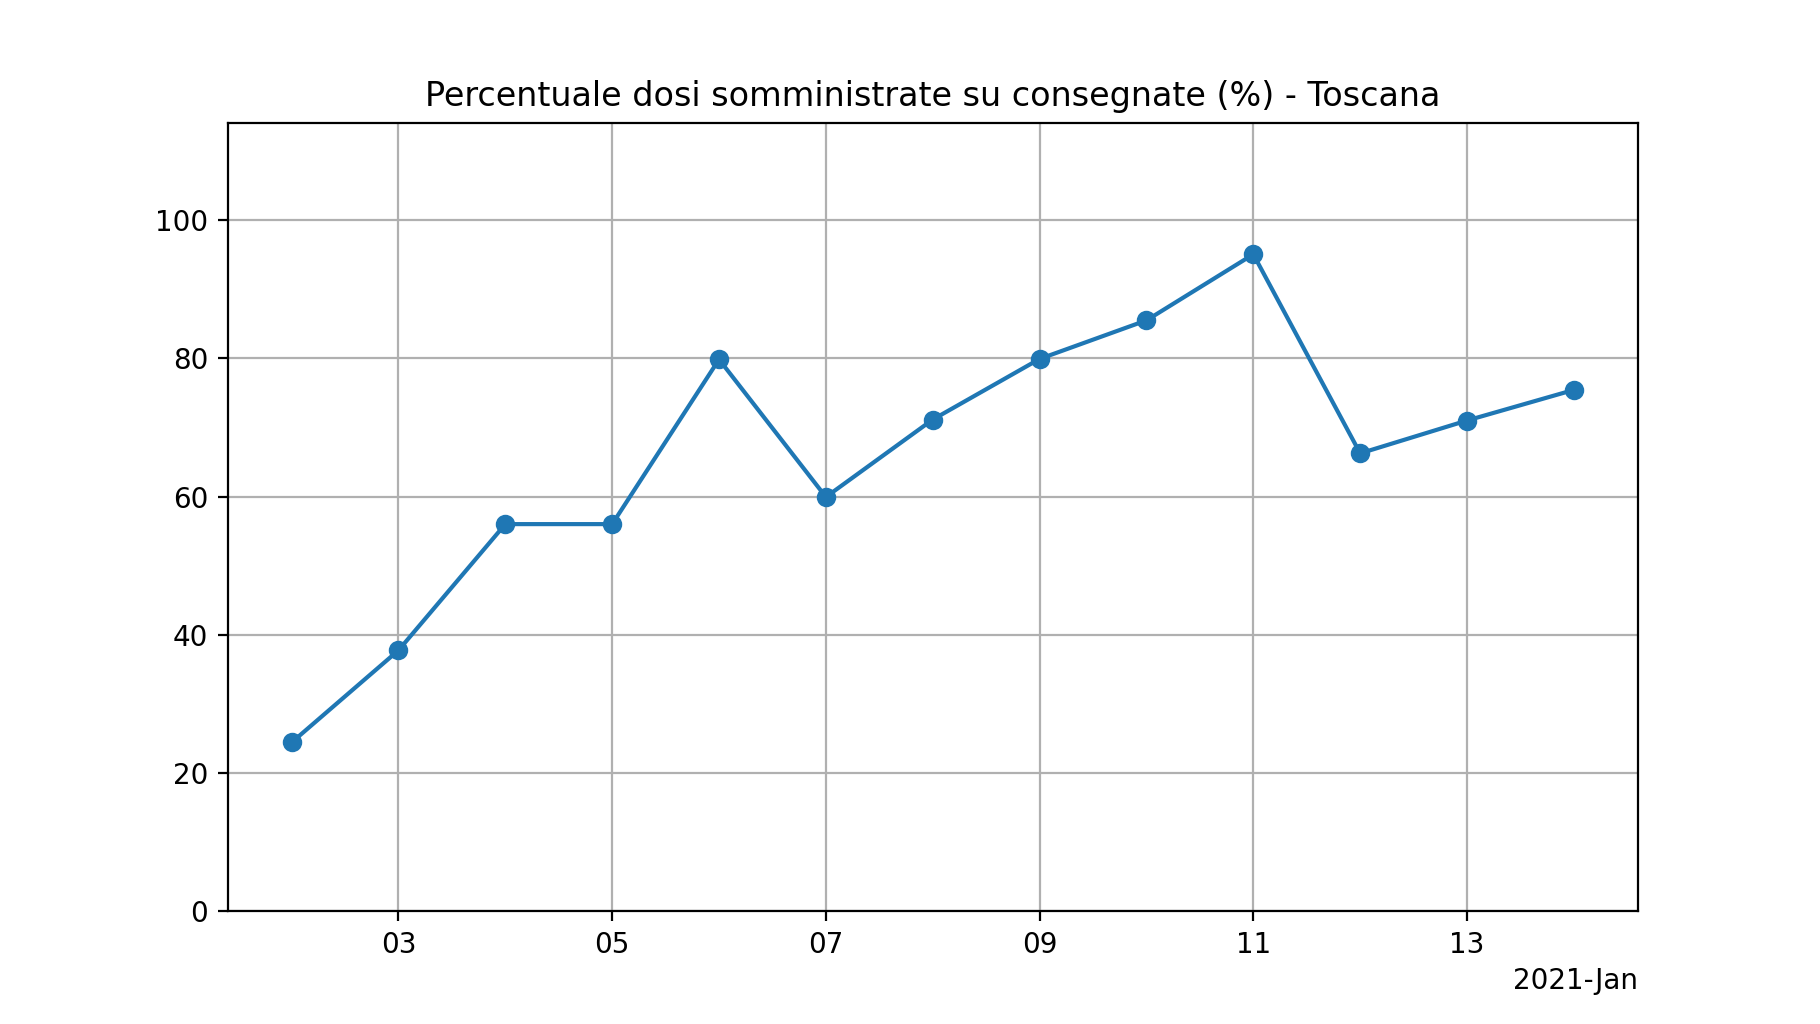 Percentuale dosi somministrate su consegnate (%) - Toscana
100
80
60
40
20
0
03 05 07 09 11 13
2021-Jan